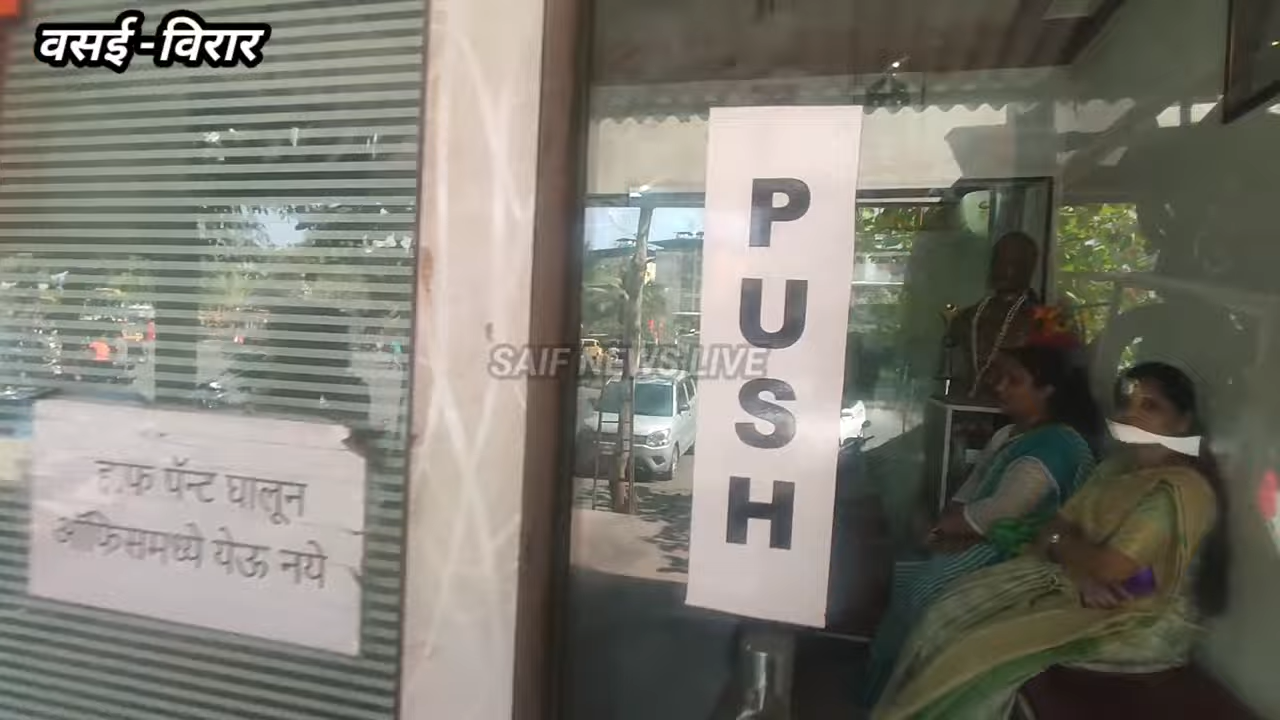 वसई-विरार
हाफ पॅन्ट घालून
ऑफिसमध्ये येऊ नये
PUSH
SAIF NEWS LIVE